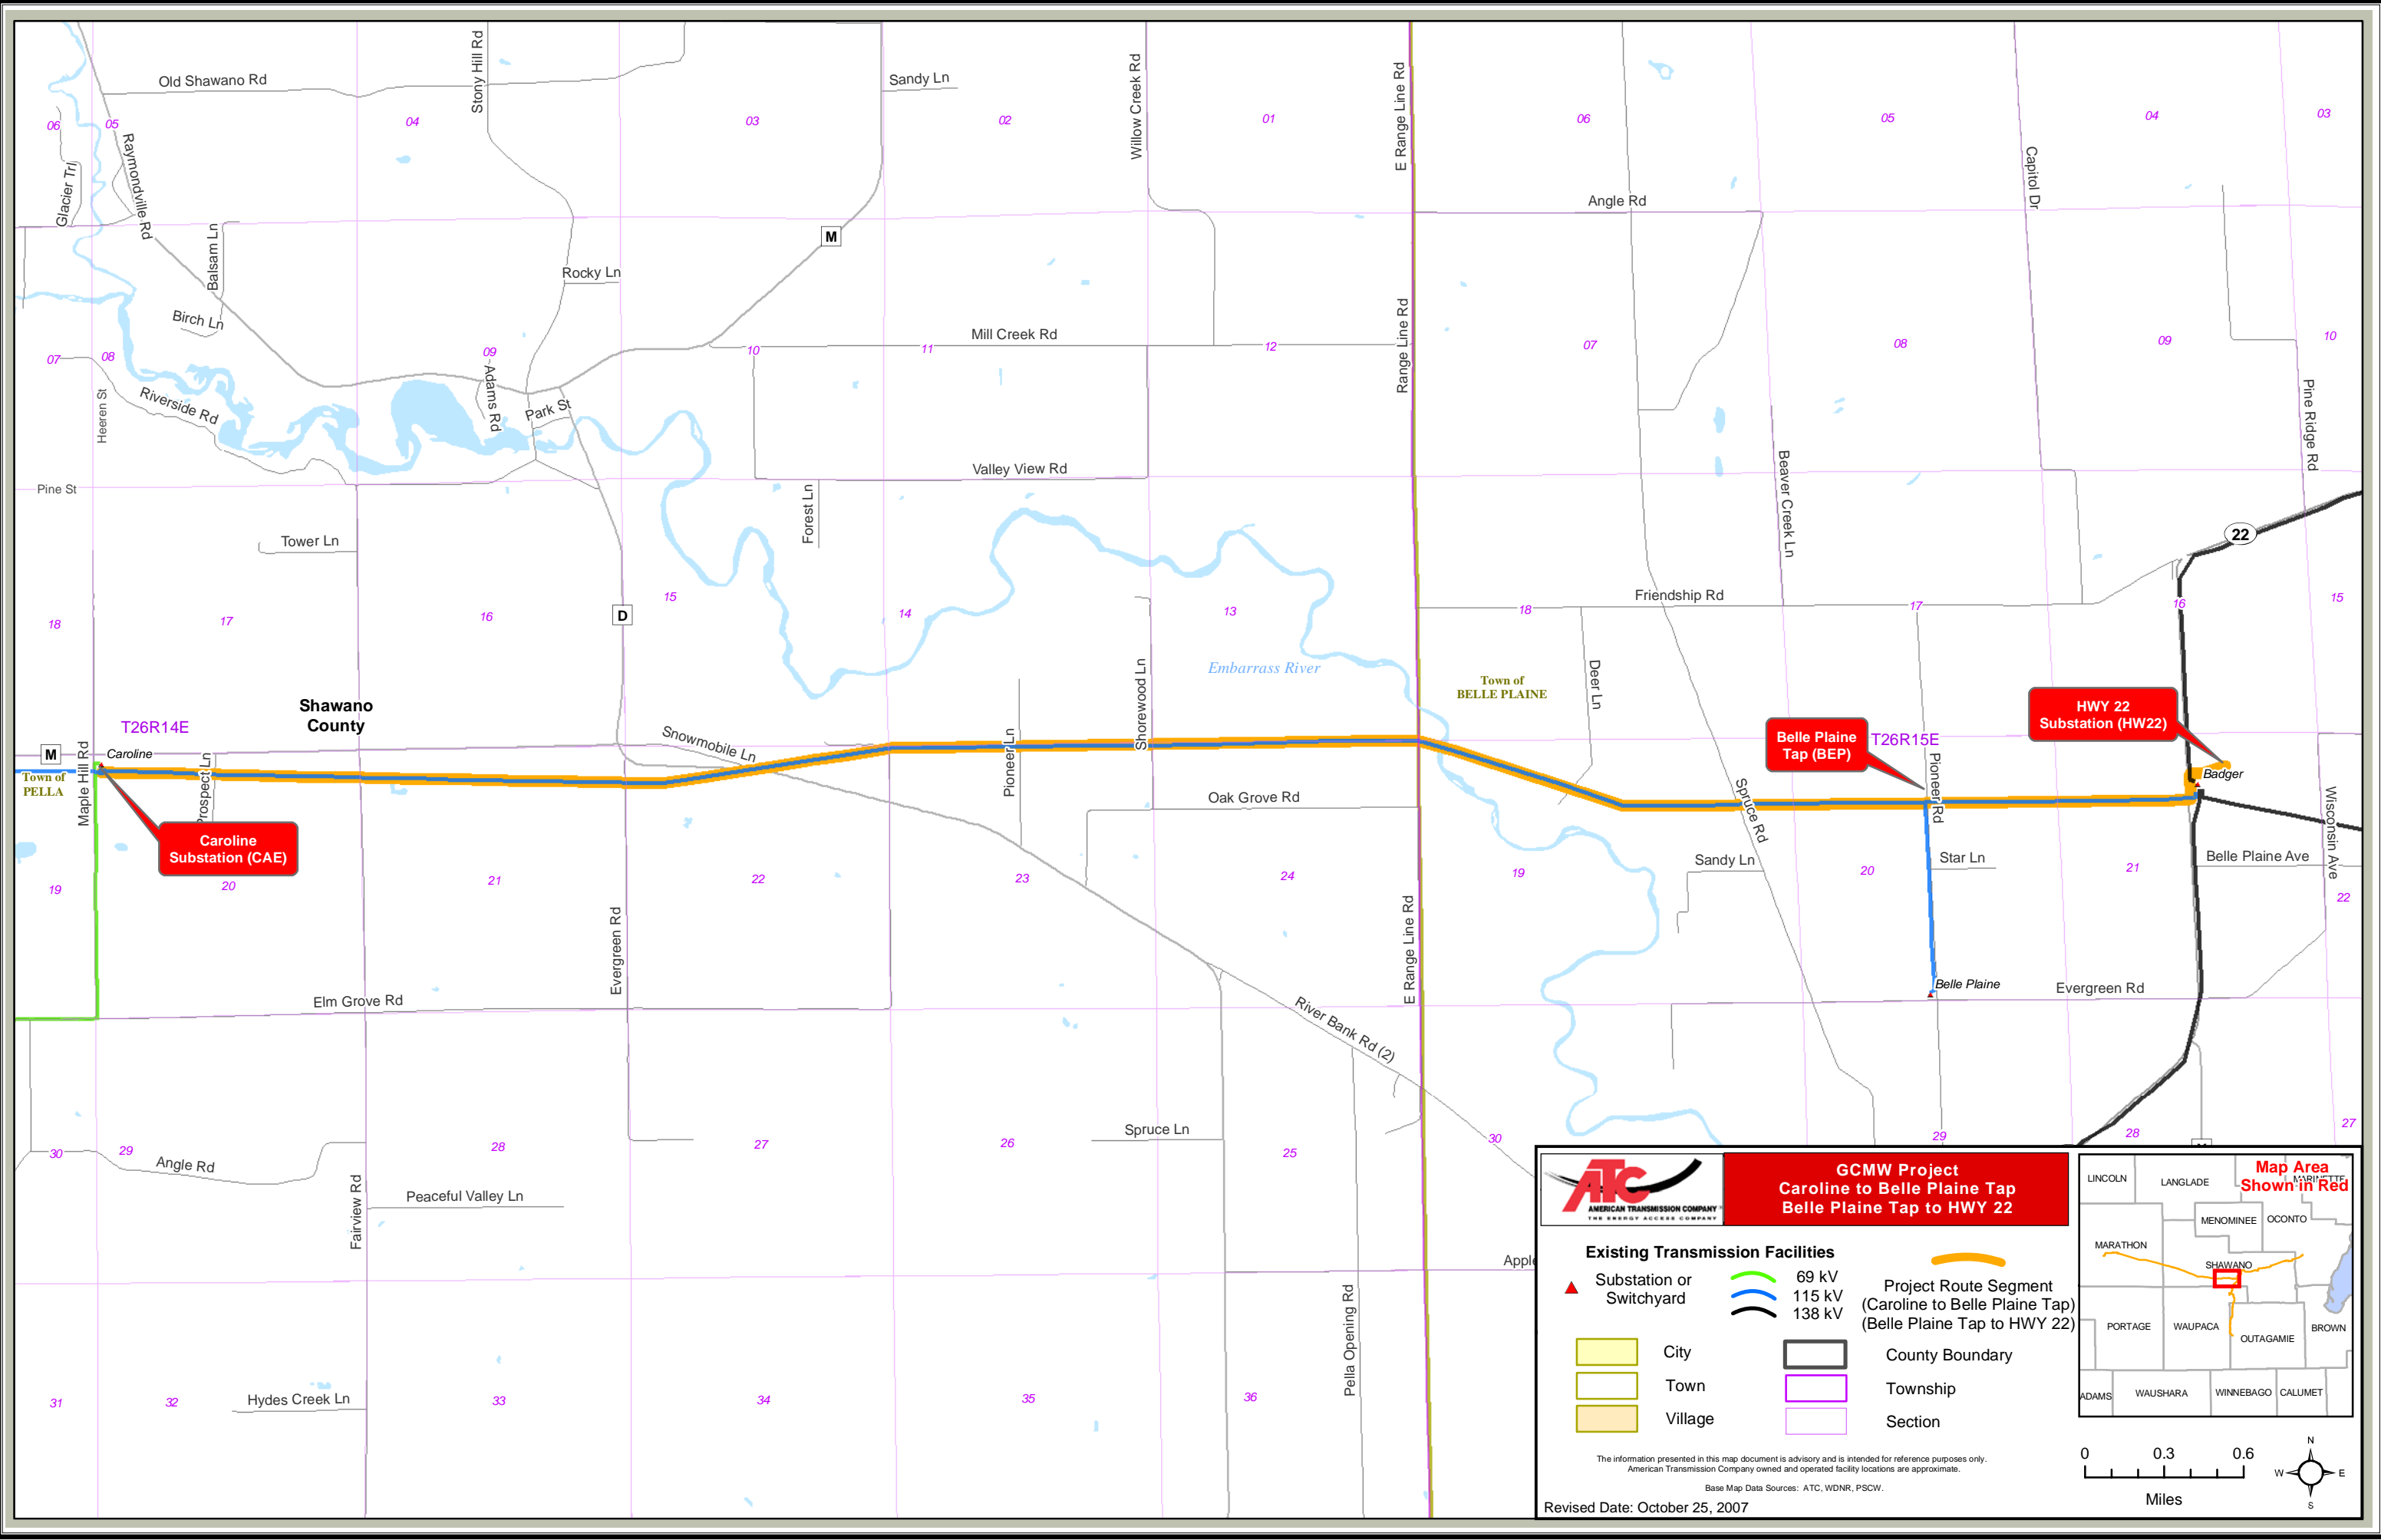 Old Shawano Rd
Stony Hill Rd
Sandy Ln
Willow Creek Rd
E Range Line Rd
06
05
04
03
02
01
06
05
04
03
Raymondville Rd
Glacier Trl
Capitol Dr
Angle Rd
Balsam Ln
M
Rocky Ln
Birch Ln
Mill Creek Rd
Range Line Rd
07
08
09
10
11
12
07
08
09
10
Adams Rd
Park St
Riverside Rd
Heeren St
Pine Ridge Rd
Valley View Rd
Pine St
Forest Ln
Beaver Creek Ln
Tower Ln
22
Friendship Rd
18
17
16
D
15
14
13
18
17
16
15
Embarrass River
Deer Ln
Town of
BELLE PLAINE
Shorewood Ln
Shawano
County
T26R14E
HWY 22
Substation (HW22)
Belle Plaine
Tap (BEP)
T26R15E
M
Caroline
Maple Hill Rd
Prospect Ln
Snowmobile Ln
Pioneer Ln
Pioneer Rd
Badger
Town of
PELLA
Oak Grove Rd
Spruce Rd
Wisconsin Ave
Caroline
Substation (CAE)
Sandy Ln
Star Ln
Belle Plaine Ave
19
20
21
22
23
24
19
20
21
22
Evergreen Rd
E Range Line Rd
Belle Plaine
Evergreen Rd
Elm Grove Rd
River Bank Rd (2)
Spruce Ln
30
29
28
27
26
25
30
29
28
27
Angle Rd
Fairview Rd
Peaceful Valley Ln
Apple
Pella Opening Rd
31
32
33
34
35
36
Hydes Creek Ln
ATC
AMERICAN TRANSMISSION COMPANY
THE ENERGY ACCESS COMPANY
GCMW Project
Caroline to Belle Plaine Tap
Belle Plaine Tap to HWY 22
Existing Transmission Facilities
Substation or
Switchyard
69 kV
115 kV
138 kV
Project Route Segment
(Caroline to Belle Plaine Tap)
(Belle Plaine Tap to HWY 22)
City
Town
Village
County Boundary
Township
Section
The information presented in this map document is advisory and is intended for reference purposes only.
American Transmission Company owned and operated facility locations are approximate.
Base Map Data Sources: ATC, WDNR, PSCW.
Revised Date: October 25, 2007
Map Area
Shown in Red
LINCOLN
LANGLADE
MARINETTE
MENOMINEE
OCONTO
MARATHON
SHAWANO
PORTAGE
WAUPACA
OUTAGAMIE
BROWN
ADAMS
WAUSHARA
WINNEBAGO
CALUMET
0 0.3 0.6
Miles
N
W
E
S